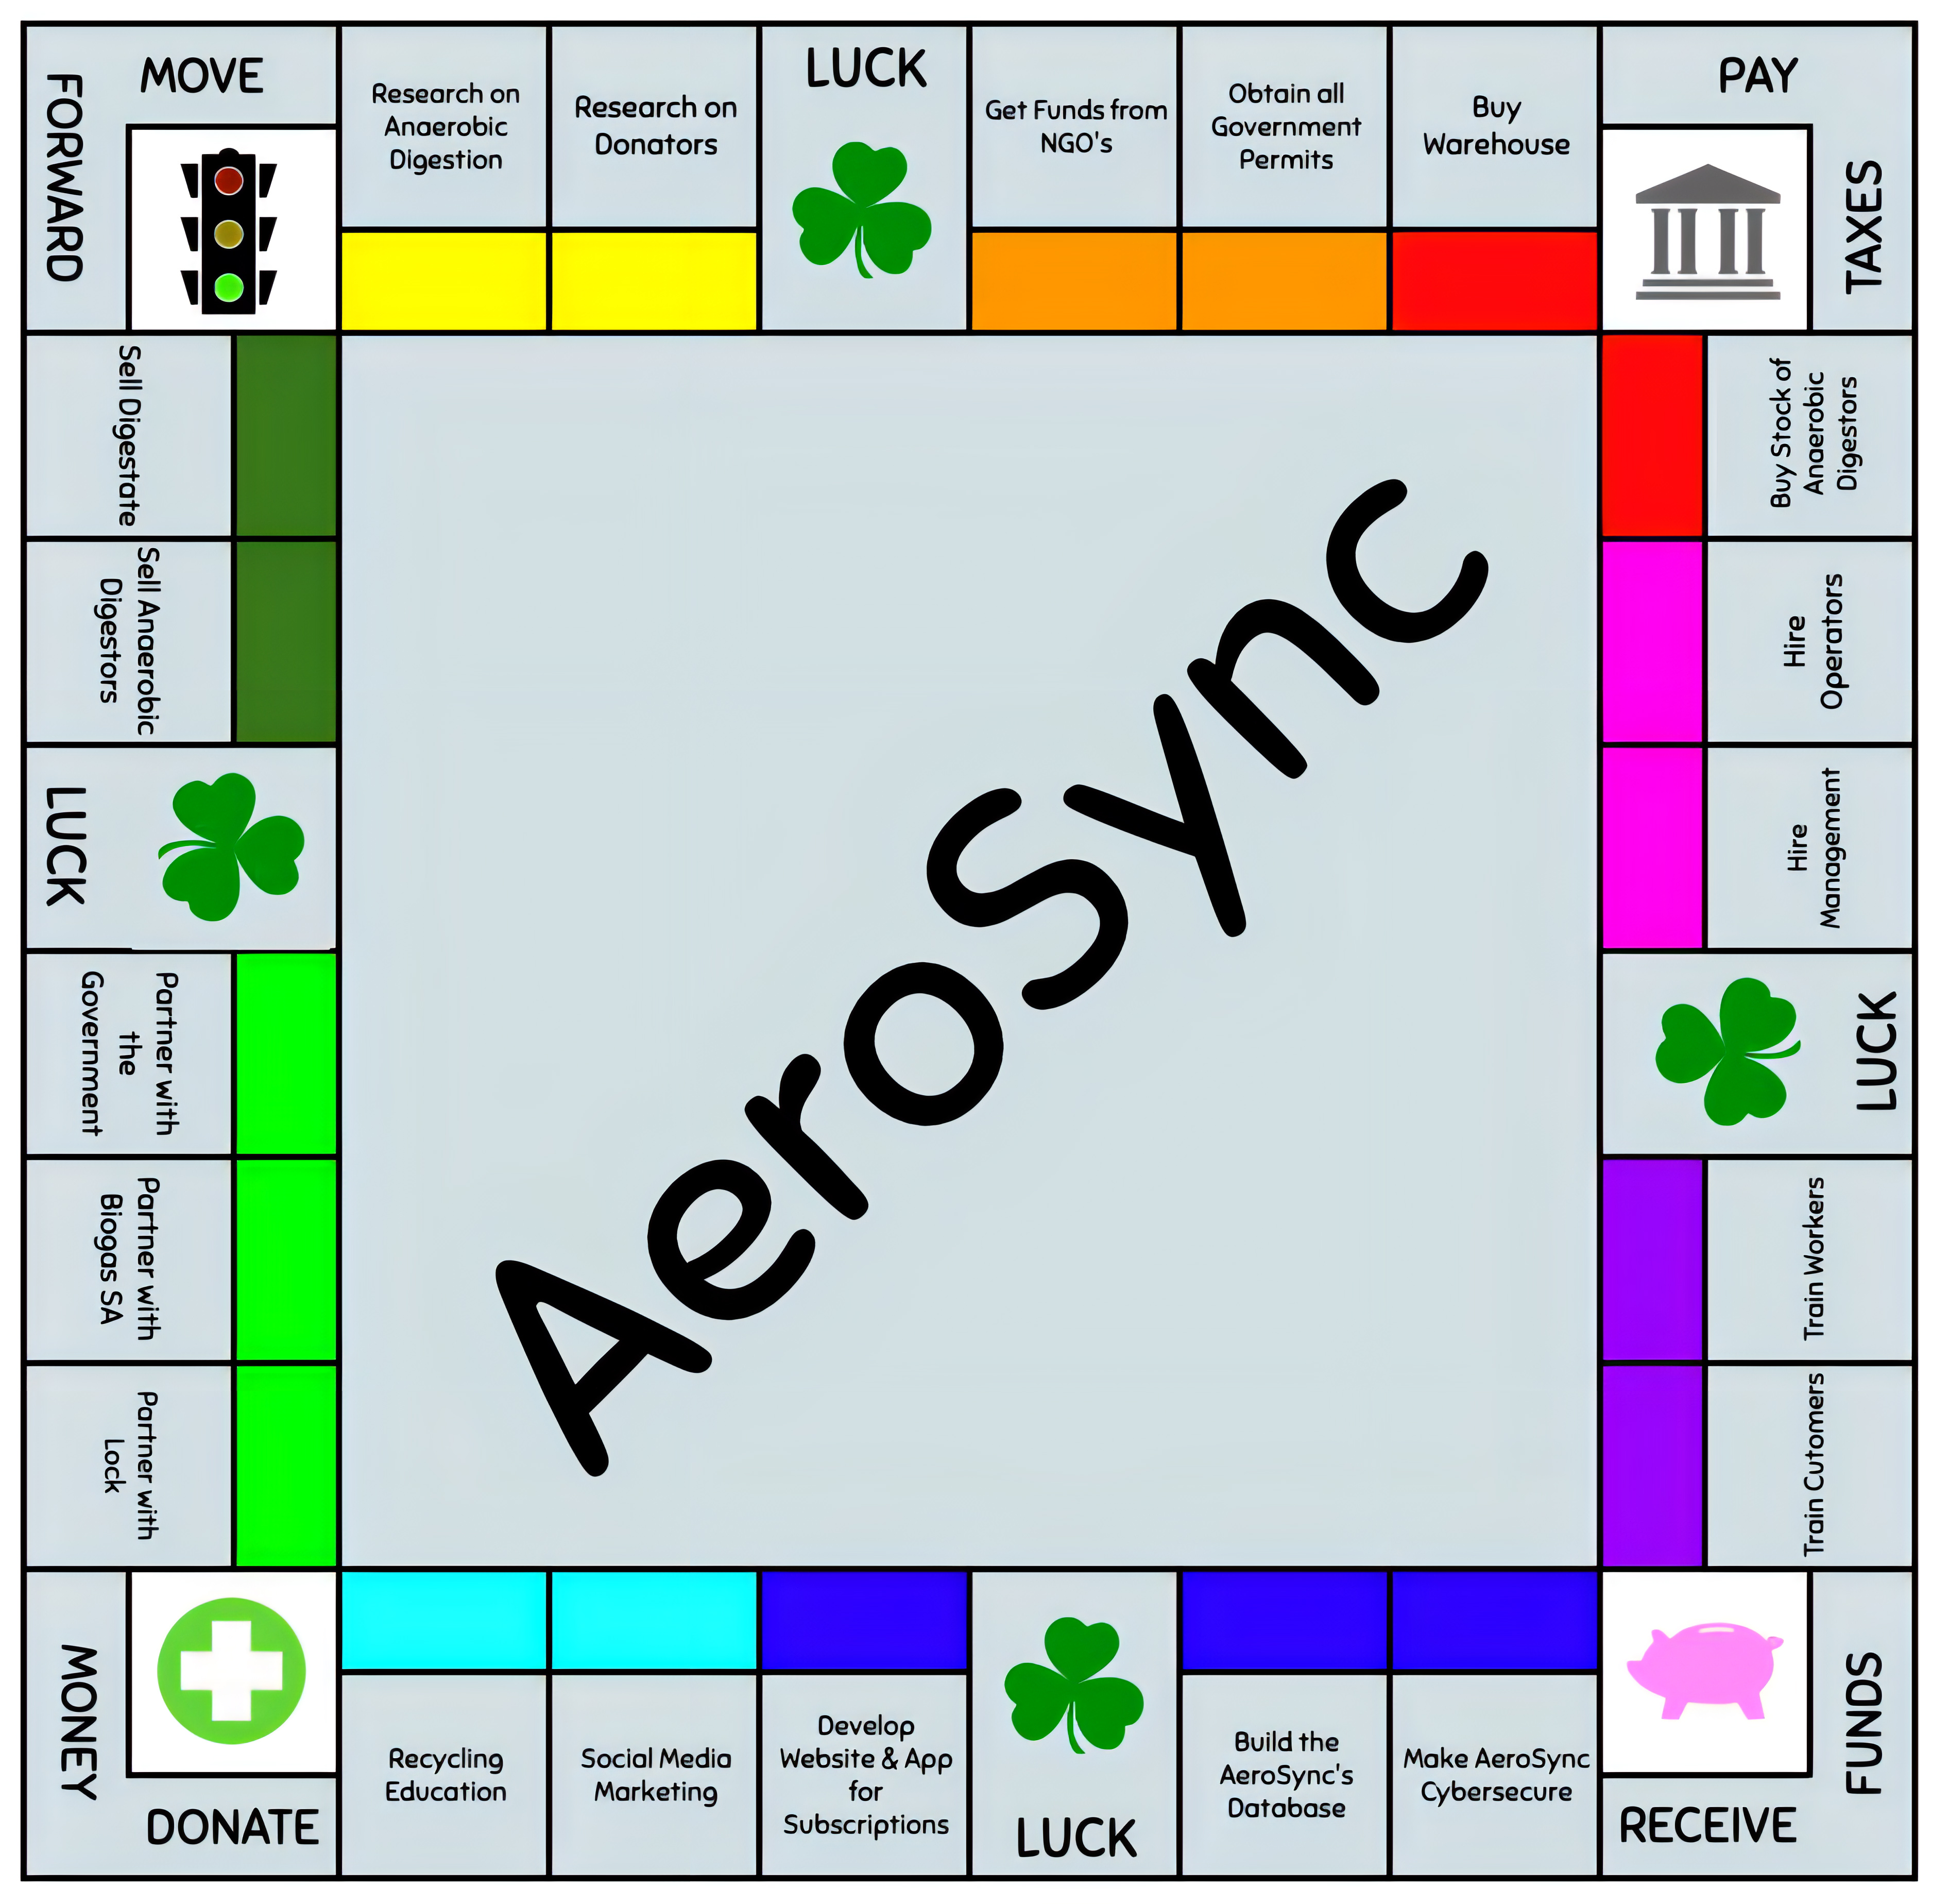 MOVE
FORWARD
Research on
Anaerobic
Digestion
Research on
Donators
LUCK
Get Funds from
NGO's
Obtain all
Government
Permits
Buy
Warehouse
PAY
TAXES
Buy Stock of
Anaerobic
Digestors
Hire
Operators
Hire
Management
LUCK
Train Workers
Train Cutomers
RECEIVE
FUNDS
Make AeroSync
Cybersecure
Build the
AeroSync's
Database
LUCK
Develop
Website & App
for
Subscriptions
Social Media
Marketing
Recycling
Education
DONATE
MONEY
Partner with
Lock
Partner with
Biogas SA
Partner with
the
Government
LUCK
Sell Anaerobic
Digestors
Sell Digestate
AeroSync